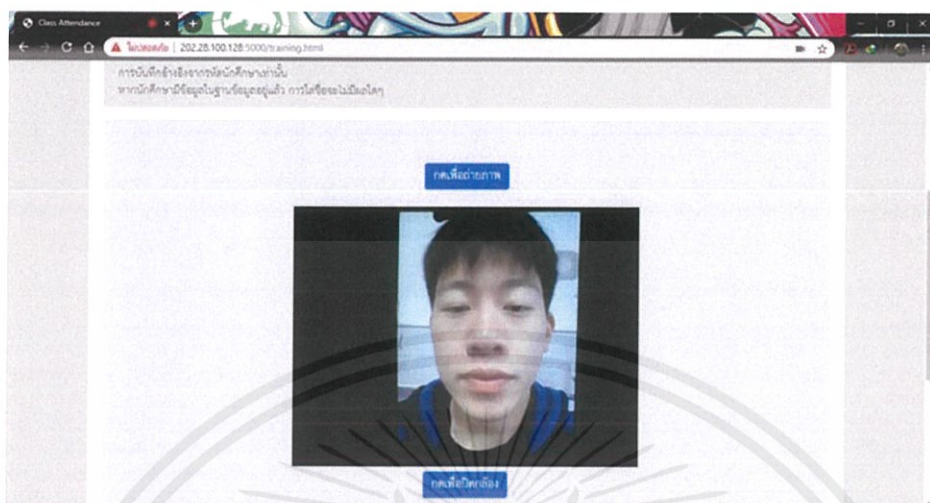 Class Attendance
ไม่ปลอดภัย | 202.28.100.128:5000/training.html
การบันทึกอ้างอิงจากรหัสนักศึกษาเท่านั้น
หากนักศึกษามีข้อมูลในฐานข้อมูลอยู่แล้ว การใส่ชื่อจะไม่มีผลใดๆ
กดเพื่อถ่ายภาพ
กดเพื่อปิดกล้อง